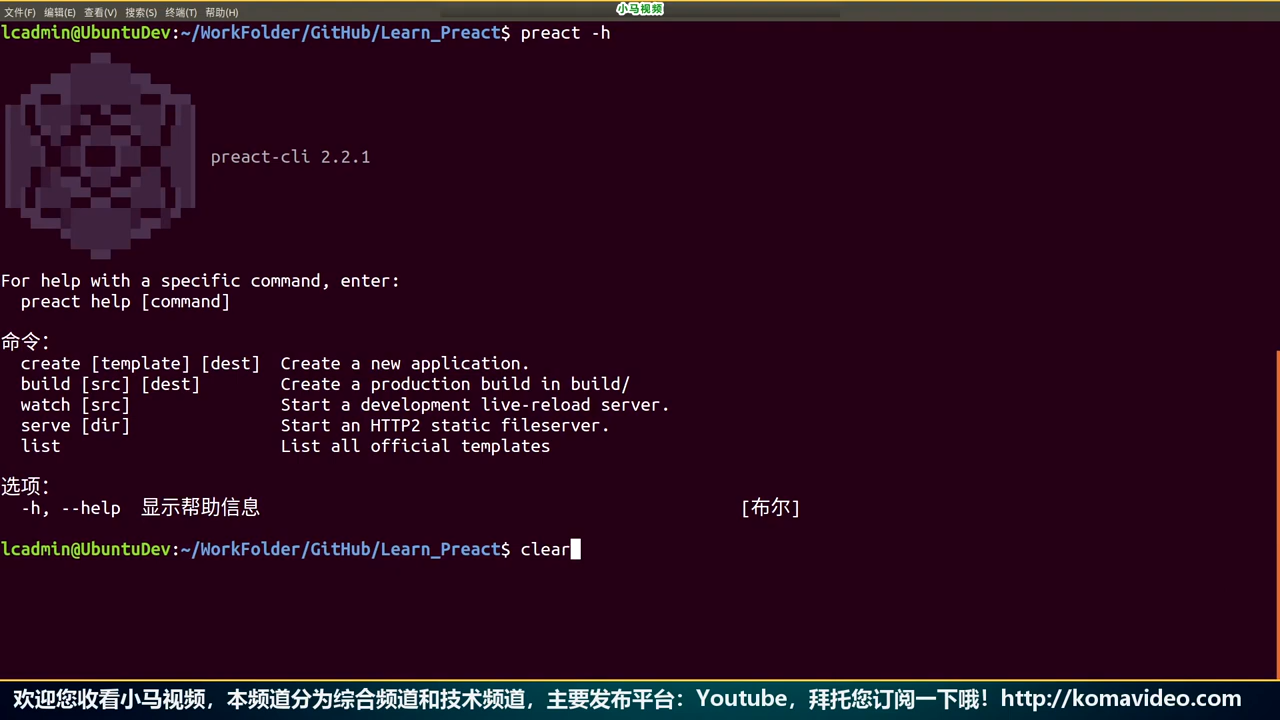 小马视频
文件(F) 编辑(E) 查看(V) 搜索(S) 终端(T) 帮助(H)
lcadmin@UbuntuDev:~/WorkFolder/GitHub/Learn_Preact$ preact -h
preact-cli 2.2.1
For help with a specific command, enter:
preact help [command]
命令：
create [template] [dest] Create a new application.
build [src] [dest] Create a production build in build/
watch [src] Start a development live-reload server.
serve [dir] Start an HTTP2 static fileserver.
list List all official templates
选项：
-h, --help 显示帮助信息 [布尔]
lcadmin@UbuntuDev:~/WorkFolder/GitHub/Learn_Preact$ clear
欢迎您收看小马视频，本频道分为综合频道和技术频道，主要发布平台：Youtube，拜托您订阅一下哦！http://komavideo.com